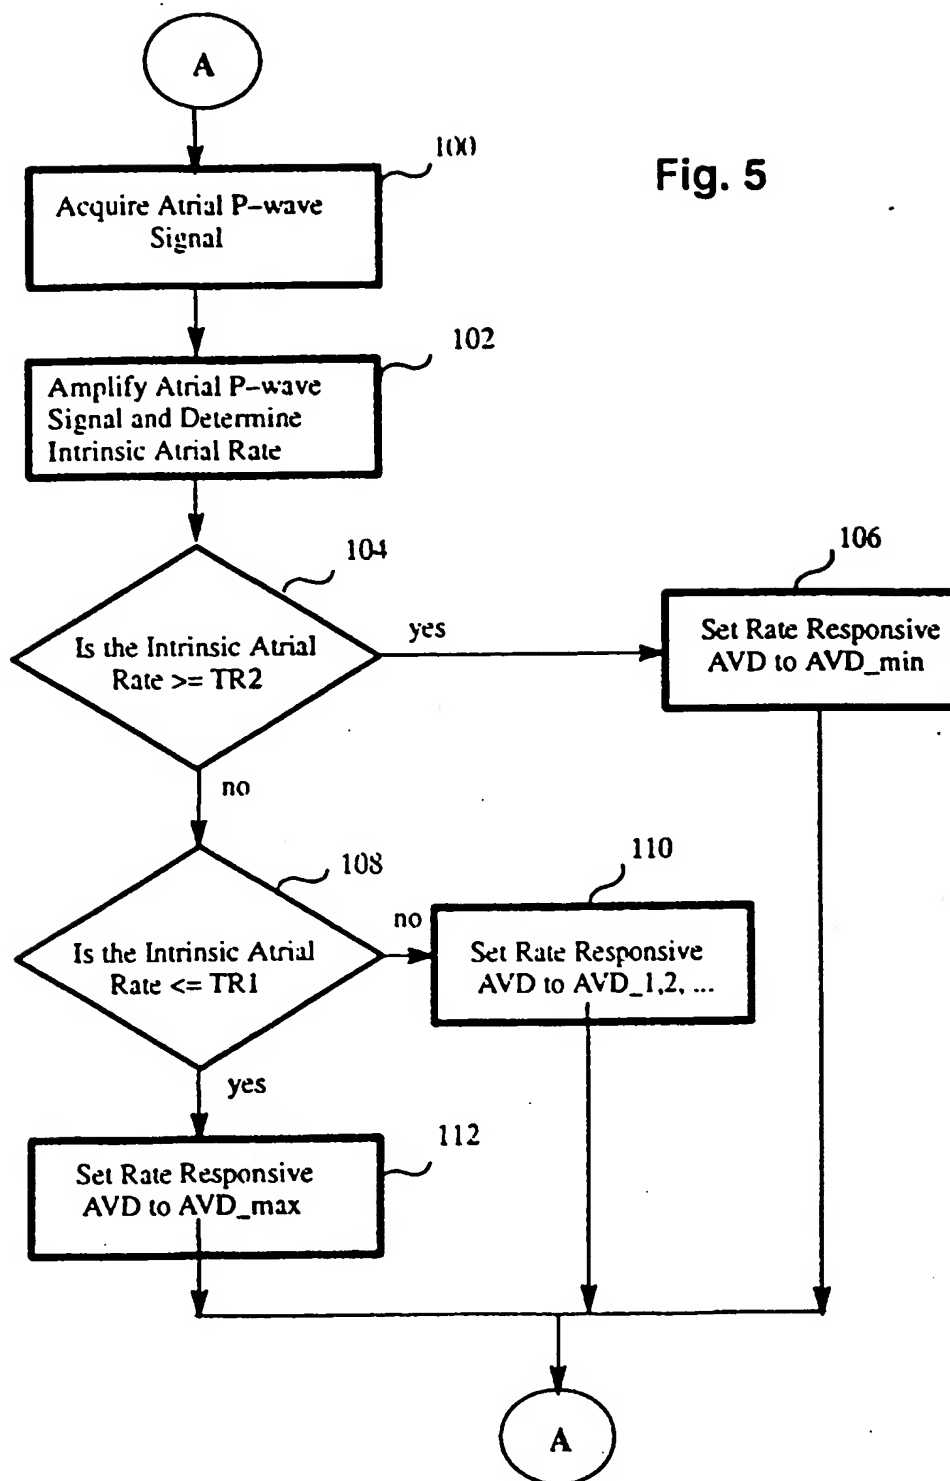 A
100
Fig. 5
Acquire Atrial P-wave
Signal
102
Amplify Atrial P-wave
Signal and Determine
Intrinsic Atrial Rate
104
106
Is the Intrinsic Atrial
Rate >= TR2
yes
Set Rate Responsive
AVD to AVD_min
no
108
110
Is the Intrinsic Atrial
Rate <= TR1
no
Set Rate Responsive
AVD to AVD_1,2, ...
yes
112
Set Rate Responsive
AVD to AVD_max
A